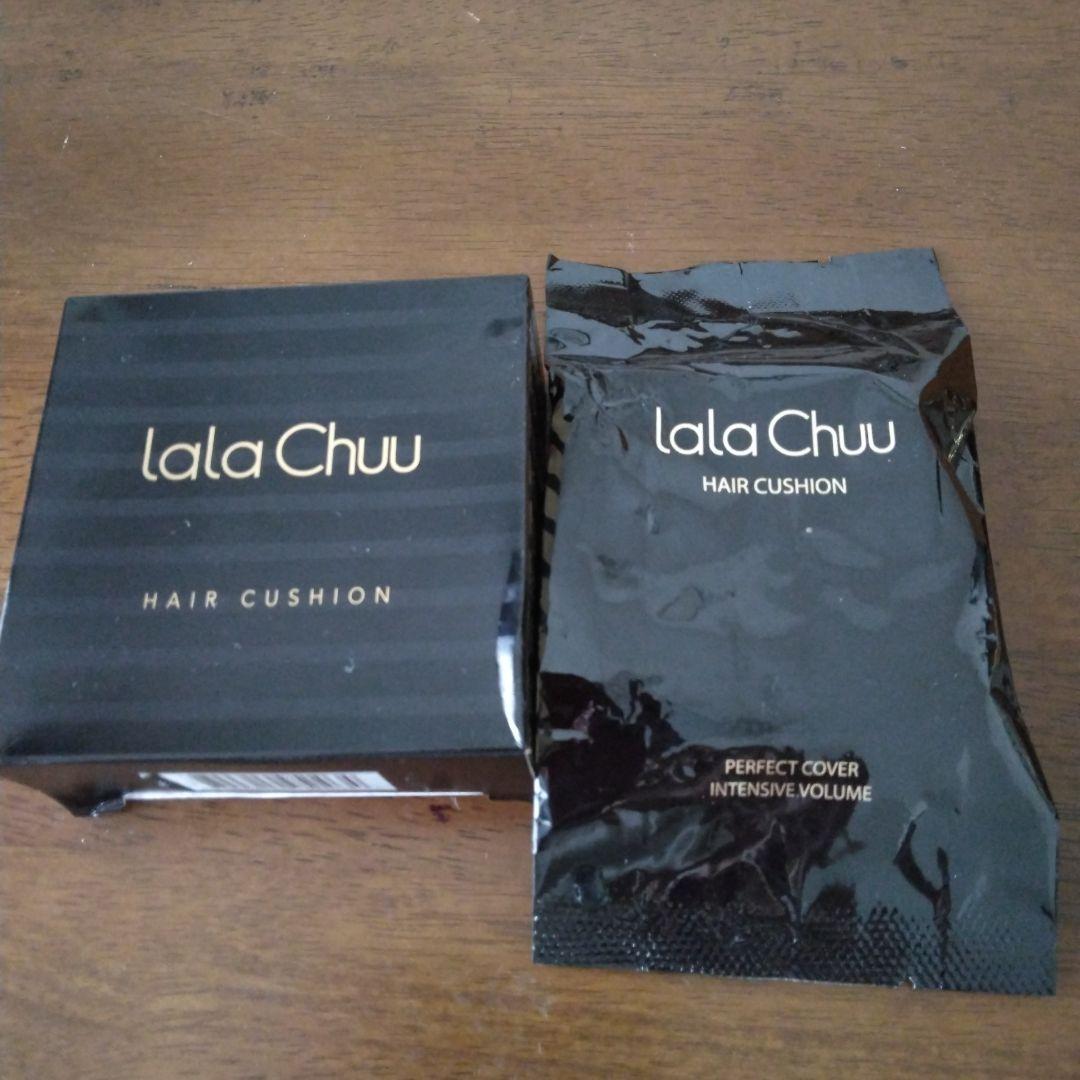 lala Chuu
HAIR CUSHION
lala Chuu
HAIR CUSHION
PERFECT COVER
INTENSIVE VOLUME